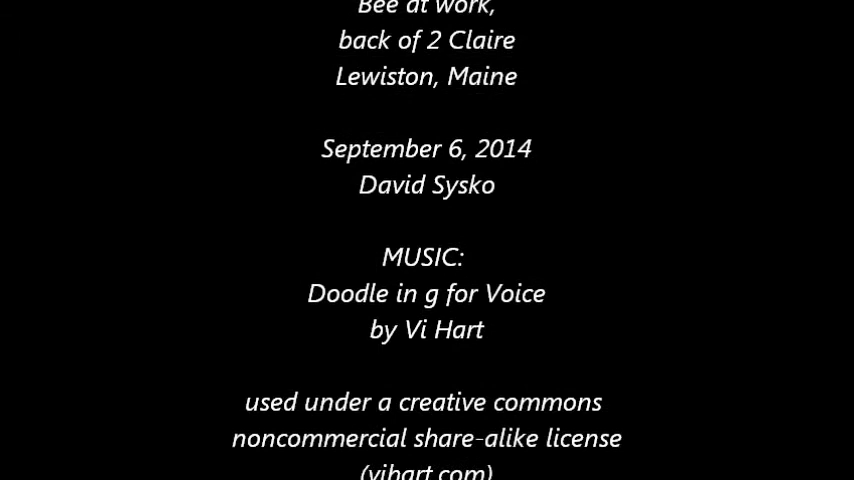 Bee at work,
back of 2 Claire
Lewiston, Maine
September 6, 2014
David Sysko
MUSIC:
Doodle in g for Voice
by Vi Hart
used under a creative commons
noncommercial share-alike license
(vihart.com)